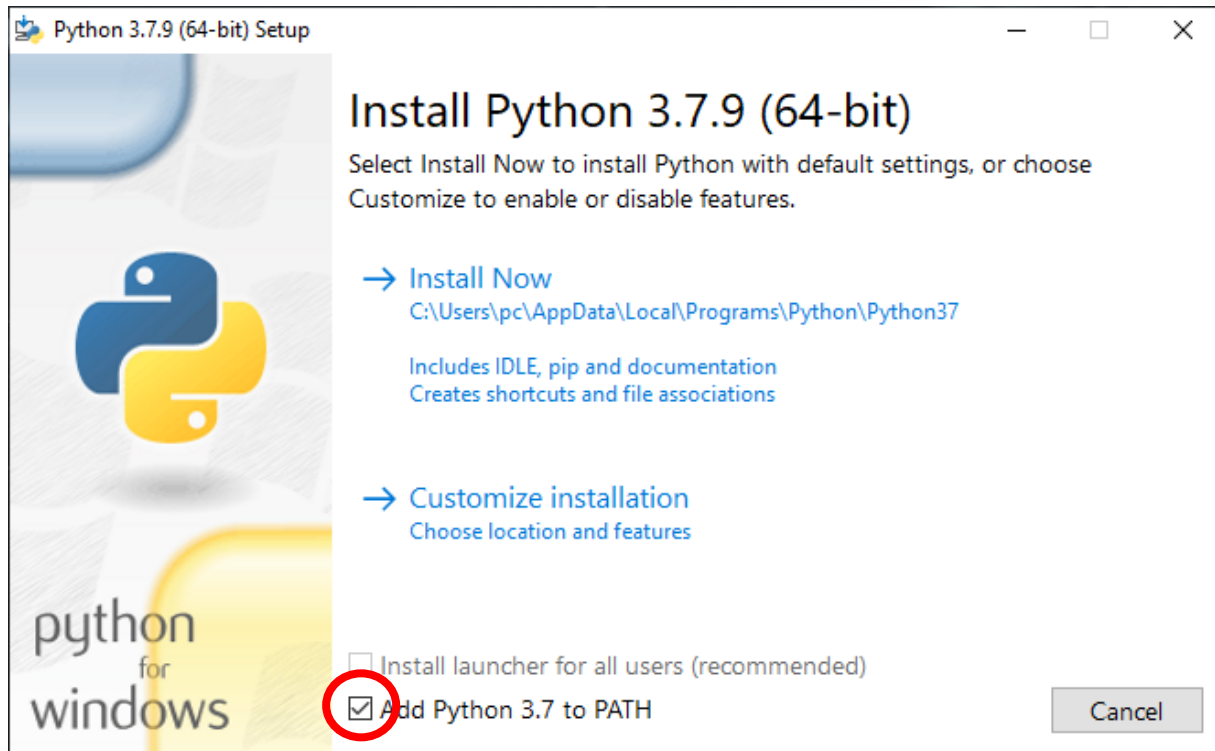 Python 3.7.9 (64-bit) Setup
Install Python 3.7.9 (64-bit)
Select Install Now to install Python with default settings, or choose
Customize to enable or disable features.
Install Now
C:\Users\pc\AppData\Local\Programs\Python\Python37
Includes IDLE, pip and documentation
Creates shortcuts and file associations
Customize installation
Choose location and features
python
for
windows
Install launcher for all users (recommended)
Add Python 3.7 to PATH
Cancel